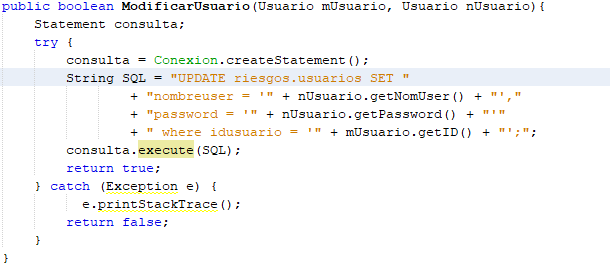 public boolean ModificarUsuario(Usuario mUsuario, Usuario nUsuario){
Statement consulta;
try {
consulta = Conexion.createStatement();
String SQL = "UPDATE riesgos.usuarios SET "
+ "nombreuser = '" + nUsuario.getNomUser() + "',"
+ "password = '" + nUsuario.getPassword() + "'"
+ " where idusuario = '" + mUsuario.getID() + "';";
consulta.execute(SQL);
return true;
} catch (Exception e) {
e.printStackTrace();
return false;
}
}